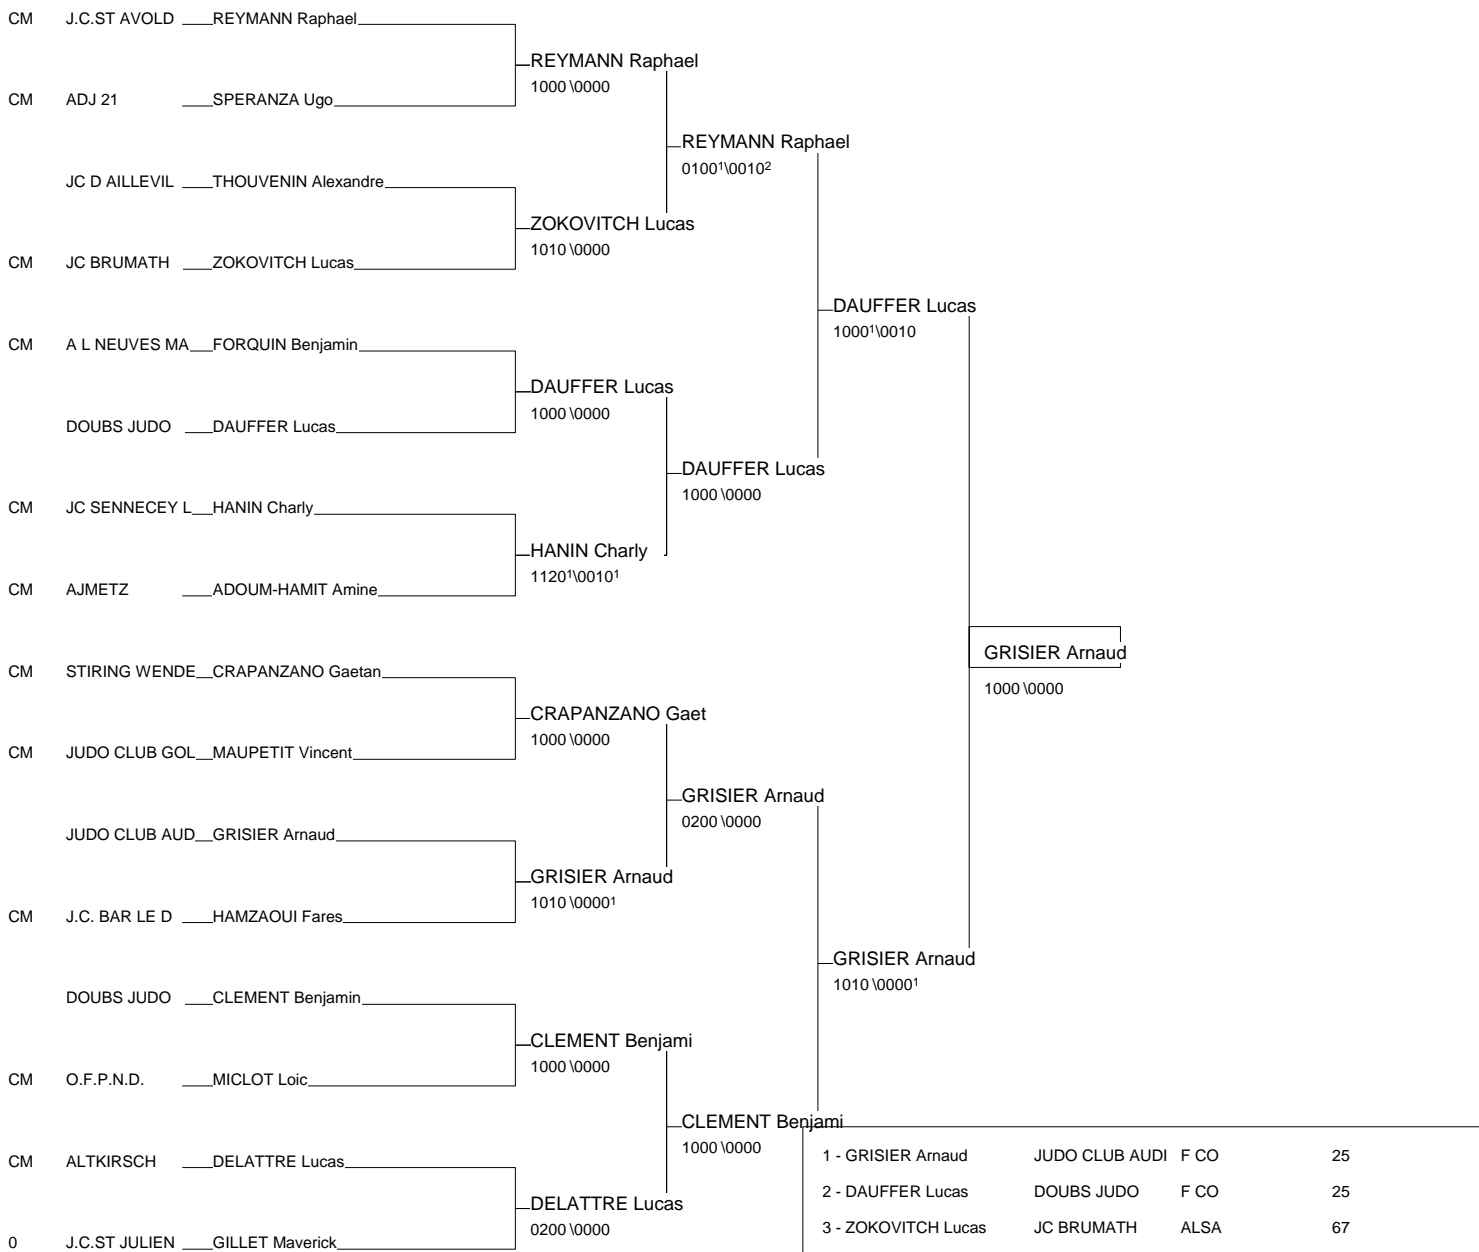 CM J.C.ST AVOLD REYMANN Raphael
REYMANN Raphael
1000 \0000
CM ADJ 21 SPERANZA Ugo
REYMANN Raphael
0100¹\0010²
JC D AILLEVIL THOUVENIN Alexandre
ZOKOVITCH Lucas
1010 \0000
CM JC BRUMATH ZOKOVITCH Lucas
DAUFFER Lucas
1000¹\0010
CM A L NEUVES MA FORQUIN Benjamin
DAUFFER Lucas
1000 \0000
DOUBS JUDO DAUFFER Lucas
DAUFFER Lucas
1000 \0000
CM JC SENNECEY L HANIN Charly
HANIN Charly
1120¹\0010¹
CM AJMETZ ADOUM-HAMIT Amine
GRISIER Arnaud
1000 \0000
CM STIRING WENDE CRAPANZANO Gaetan
CRAPANZANO Gaet
1000 \0000
CM JUDO CLUB GOL MAUPETIT Vincent
GRISIER Arnaud
0200 \0000
JUDO CLUB AUD GRISIER Arnaud
GRISIER Arnaud
1010 \0000¹
CM J.C. BAR LE D HAMZAOUI Fares
GRISIER Arnaud
1010 \0000¹
DOUBS JUDO CLEMENT Benjamin
CLEMENT Benjami
1000 \0000
CM O.F.P.N.D. MICLOT Loic
CLEMENT Benjami
1000 \0000
CM ALTKIRSCH DELATTRE Lucas
DELATTRE Lucas
0200 \0000
0 J.C.ST JULIEN GILLET Maverick
1 - GRISIER Arnaud JUDO CLUB AUDI F CO 25
2 - DAUFFER Lucas DOUBS JUDO F CO 25
3 - ZOKOVITCH Lucas JC BRUMATH ALSA 67